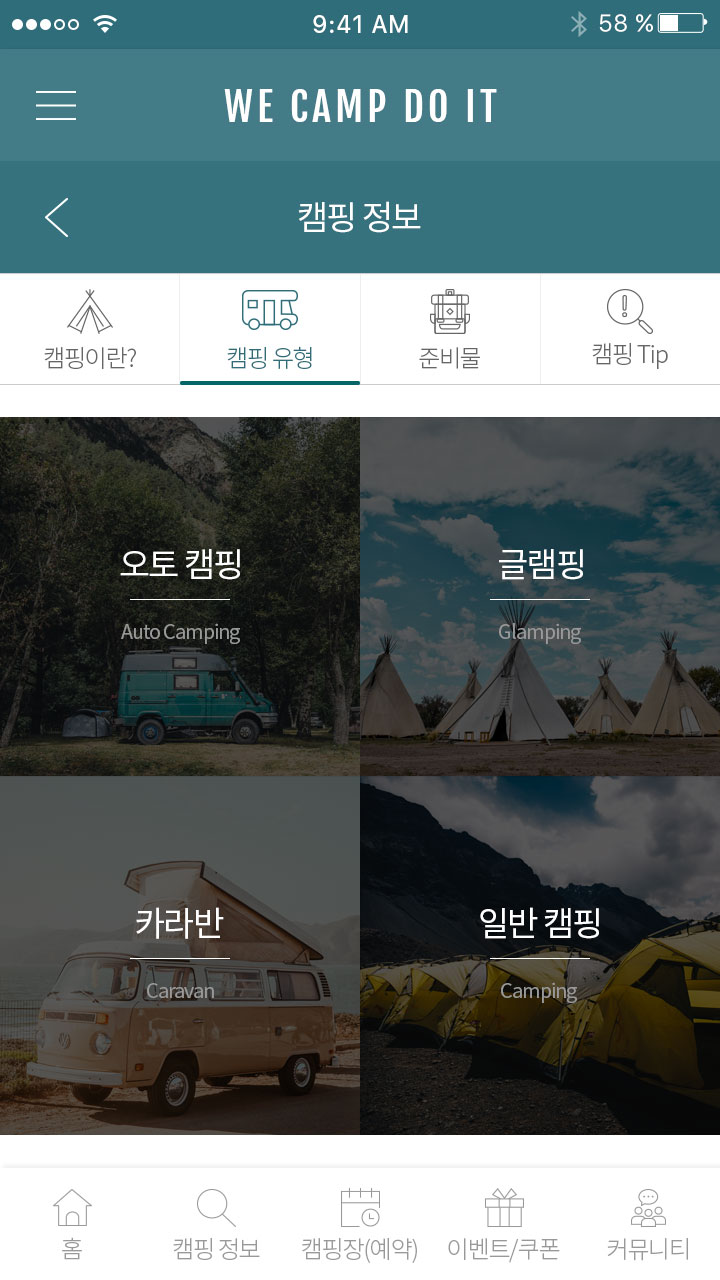 9:41 AM
58 %
WE CAMP DO IT
캠핑 정보
캠핑이란?
캠핑 유형
준비물
캠핑 Tip
오토 캠핑
Auto Camping
글램핑
Glamping
카라반
Caravan
일반 캠핑
Camping
홈
캠핑 정보
캠핑장(예약)
이벤트/쿠폰
커뮤니티